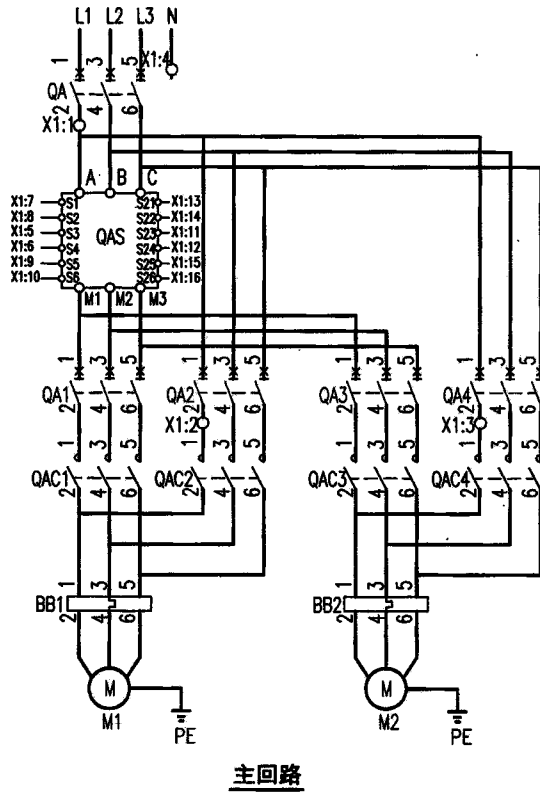 L1 L2 L3 N
1 3 5 X1:4
QA 2 4 6
X1:1
A B C
X1:7 S1 S21 X1:13
X1:8 S2 S22 X1:14
X1:5 S3 QAS S23 X1:11
X1:6 S4 S24 X1:12
X1:9 S5 S25 X1:15
X1:10 S6 S26 X1:16
M1 M2 M3
1 3 5 1 3 5 1 3 5 1 3 5
QA1 2 4 6 QA2 2 4 6 QA3 2 4 6 QA4 2 4 6
X1:2 X1:3
1 3 5 1 3 5 1 3 5 1 3 5
QAC1 2 4 6 QAC2 2 4 6 QAC3 2 4 6 QAC4 2 4 6
1 3 5 1 3 5
BB1 BB2
2 4 6 2 4 6
M M
M1 PE M2 PE
主回路